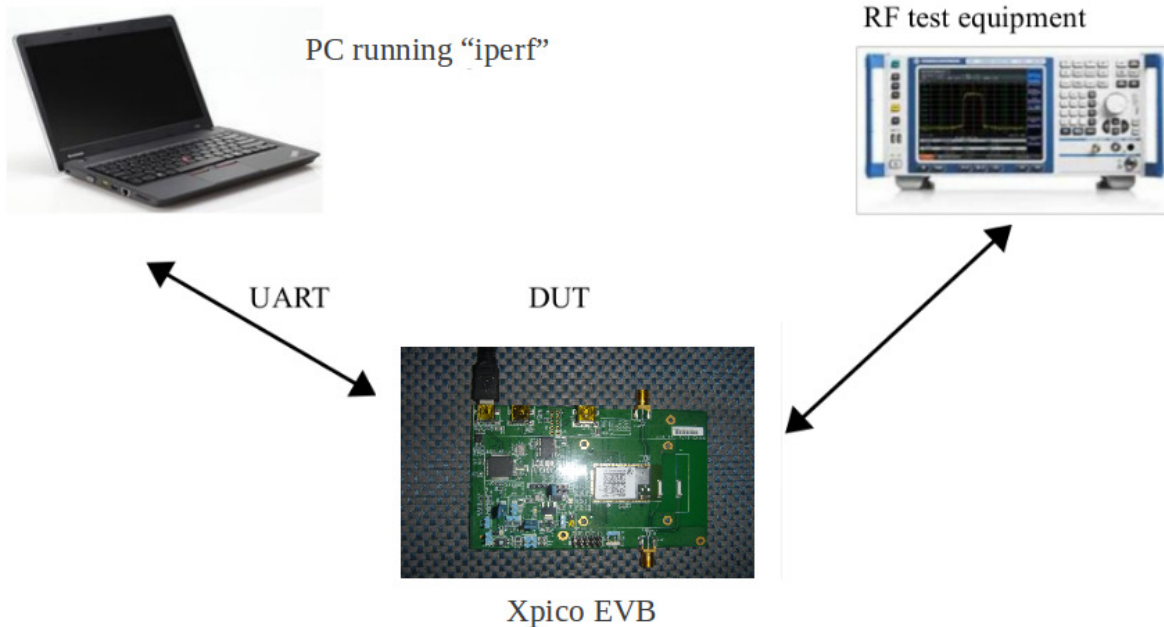 RF test equipment
PC running “iperf”
UART
DUT
Xpico EVB